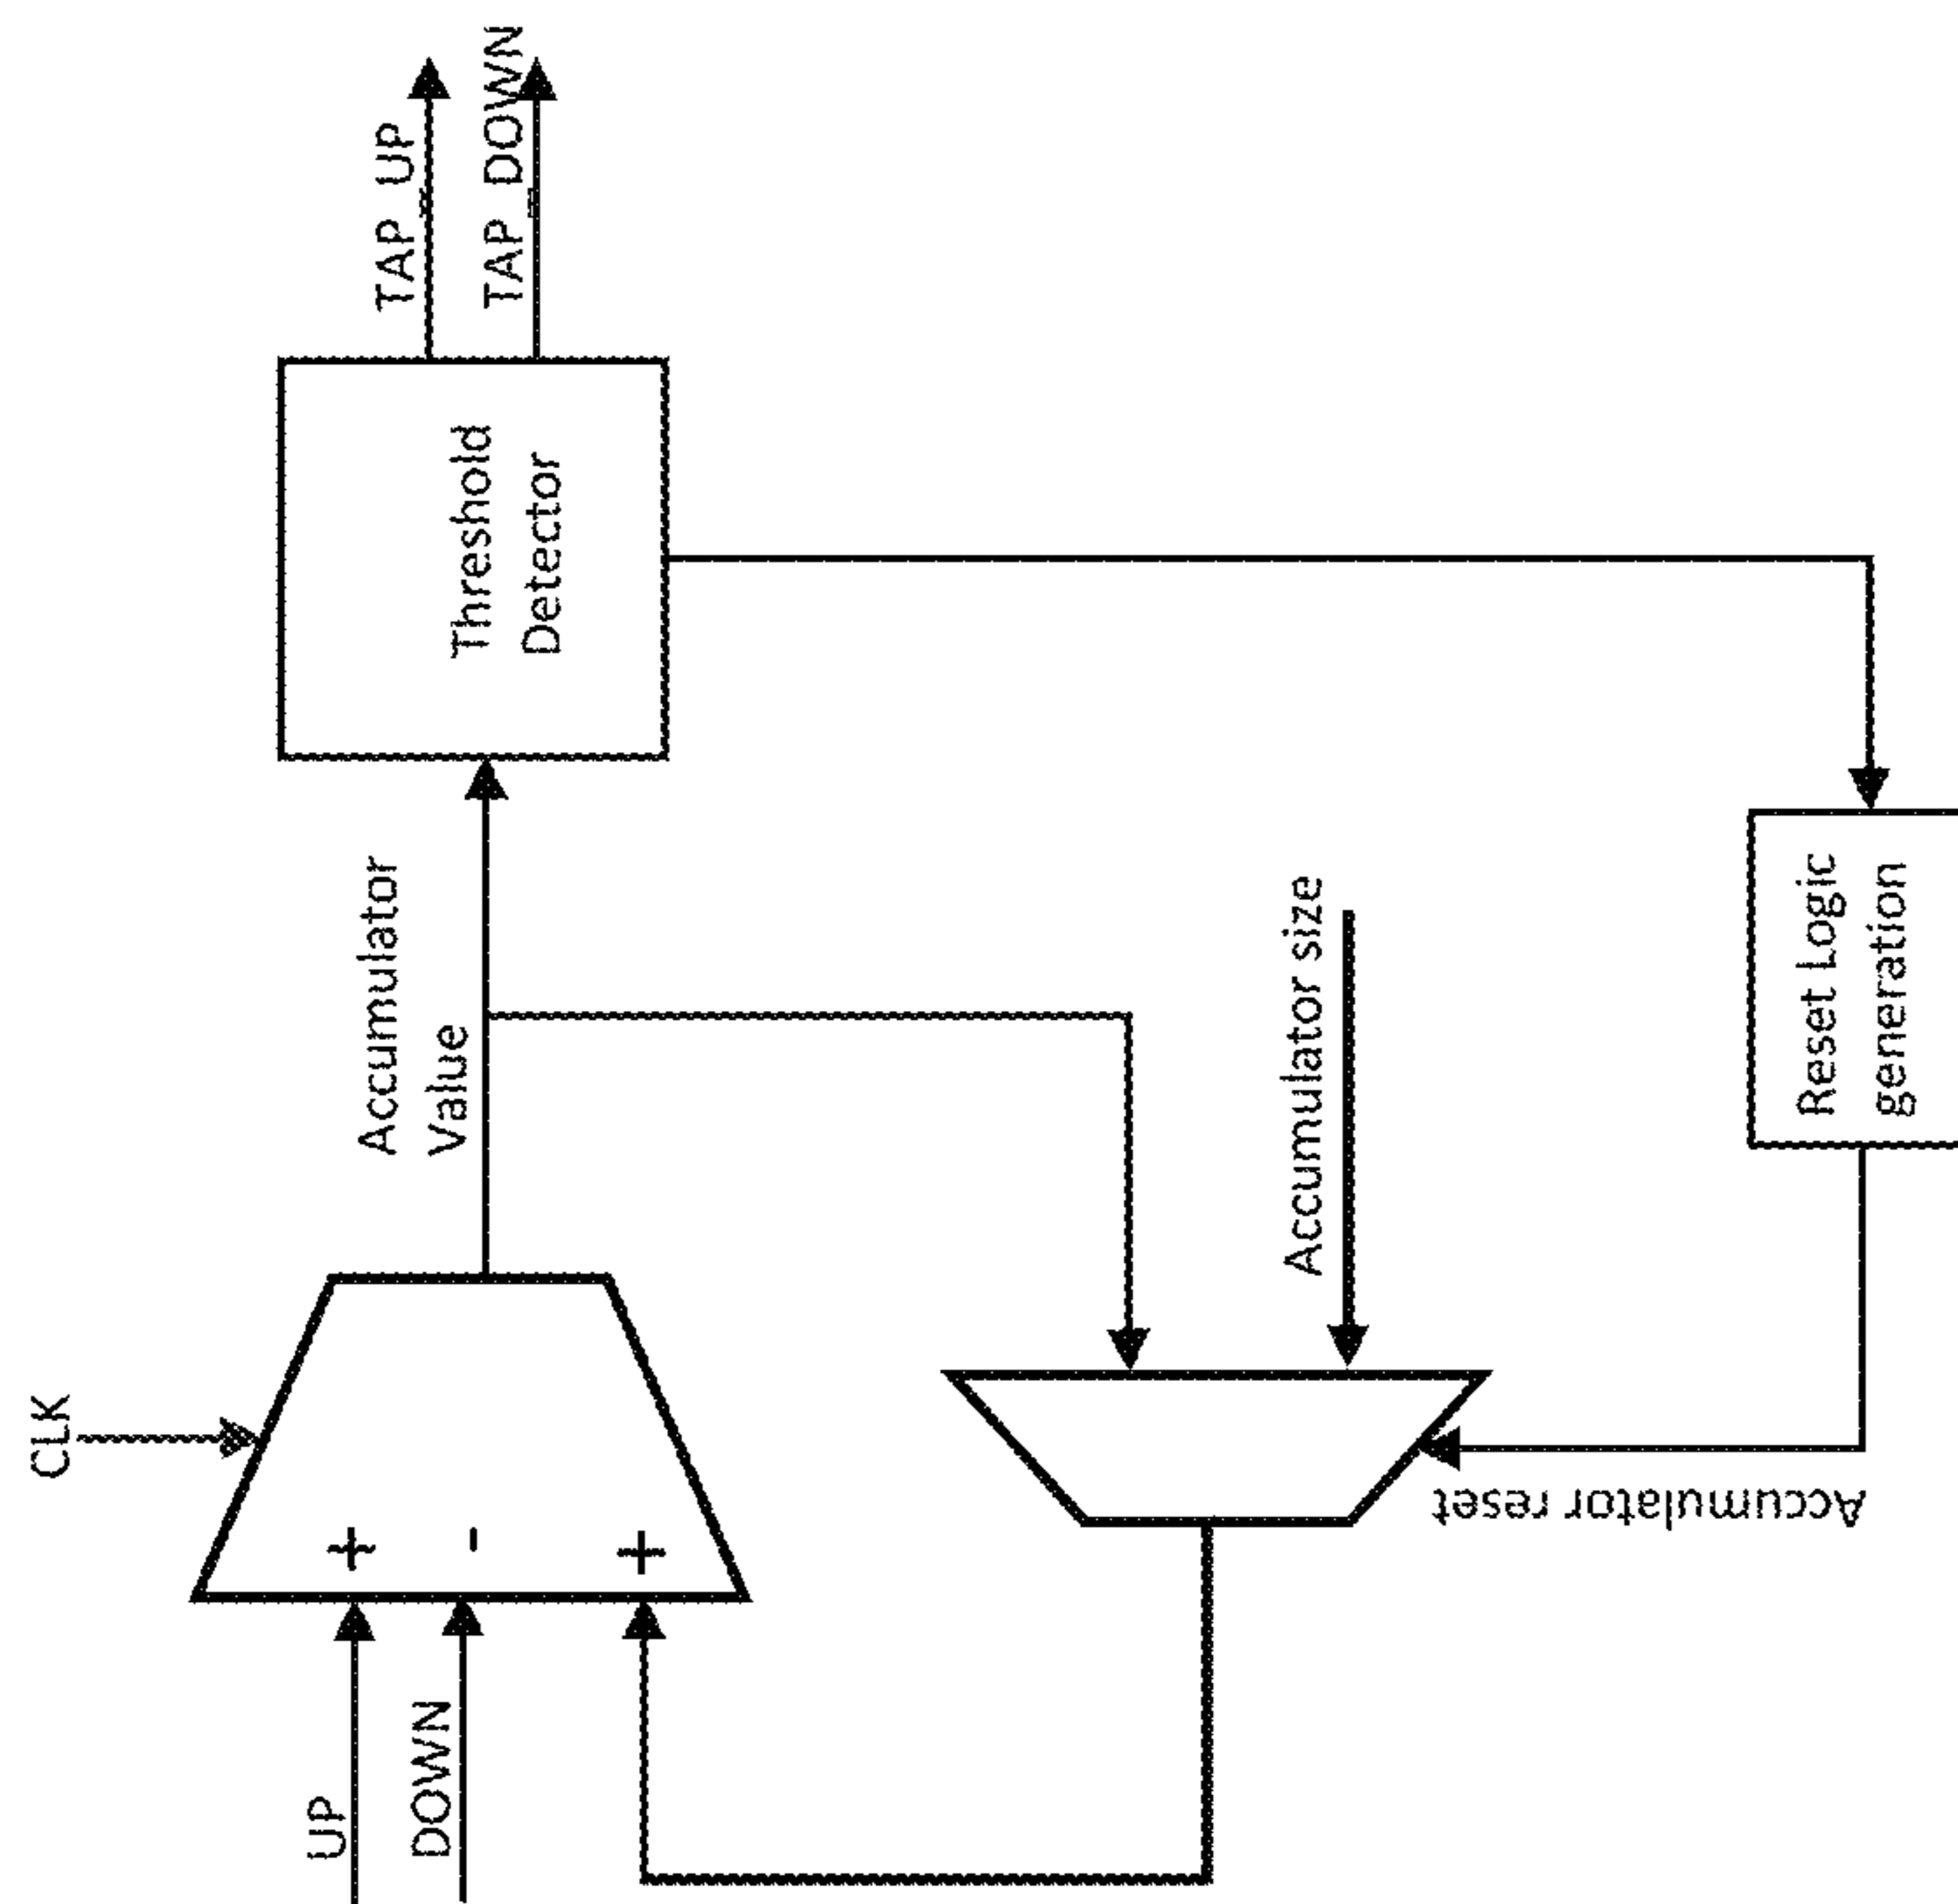 CLK
UP
DOWN
+
-
+
Accumulator
Value
Threshold
Detector
TAP_UP
TAP_DOWN
Accumulator size
Accumulator reset
Reset Logic
generation